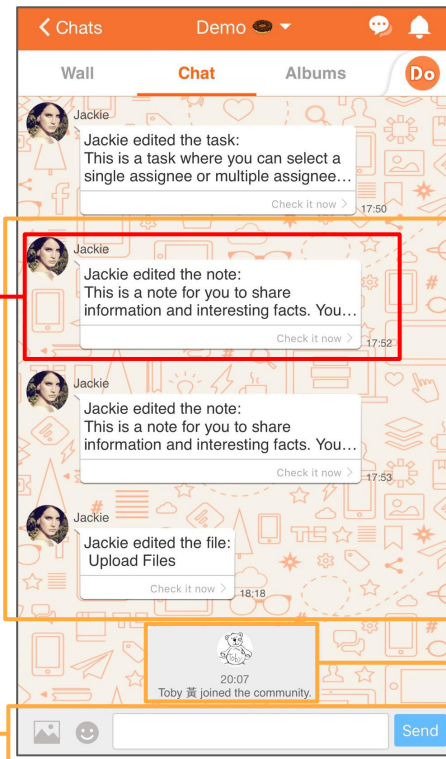 Chats
Demo
Wall
Chat
Albums
Do
Jackie
Jackie edited the task:
This is a task where you can select a
single assignee or multiple assignee...
Check it now >
17:50
Jackie
Jackie edited the note:
This is a note for you to share
information and interesting facts. You...
Check it now >
17:52
Jackie
Jackie edited the note:
This is a note for you to share
information and interesting facts. You...
Check it now >
17:53
Jackie
Jackie edited the file:
Upload Files
Check it now >
18:18
Toby
20:07
Toby 黃 joined the community.
Send